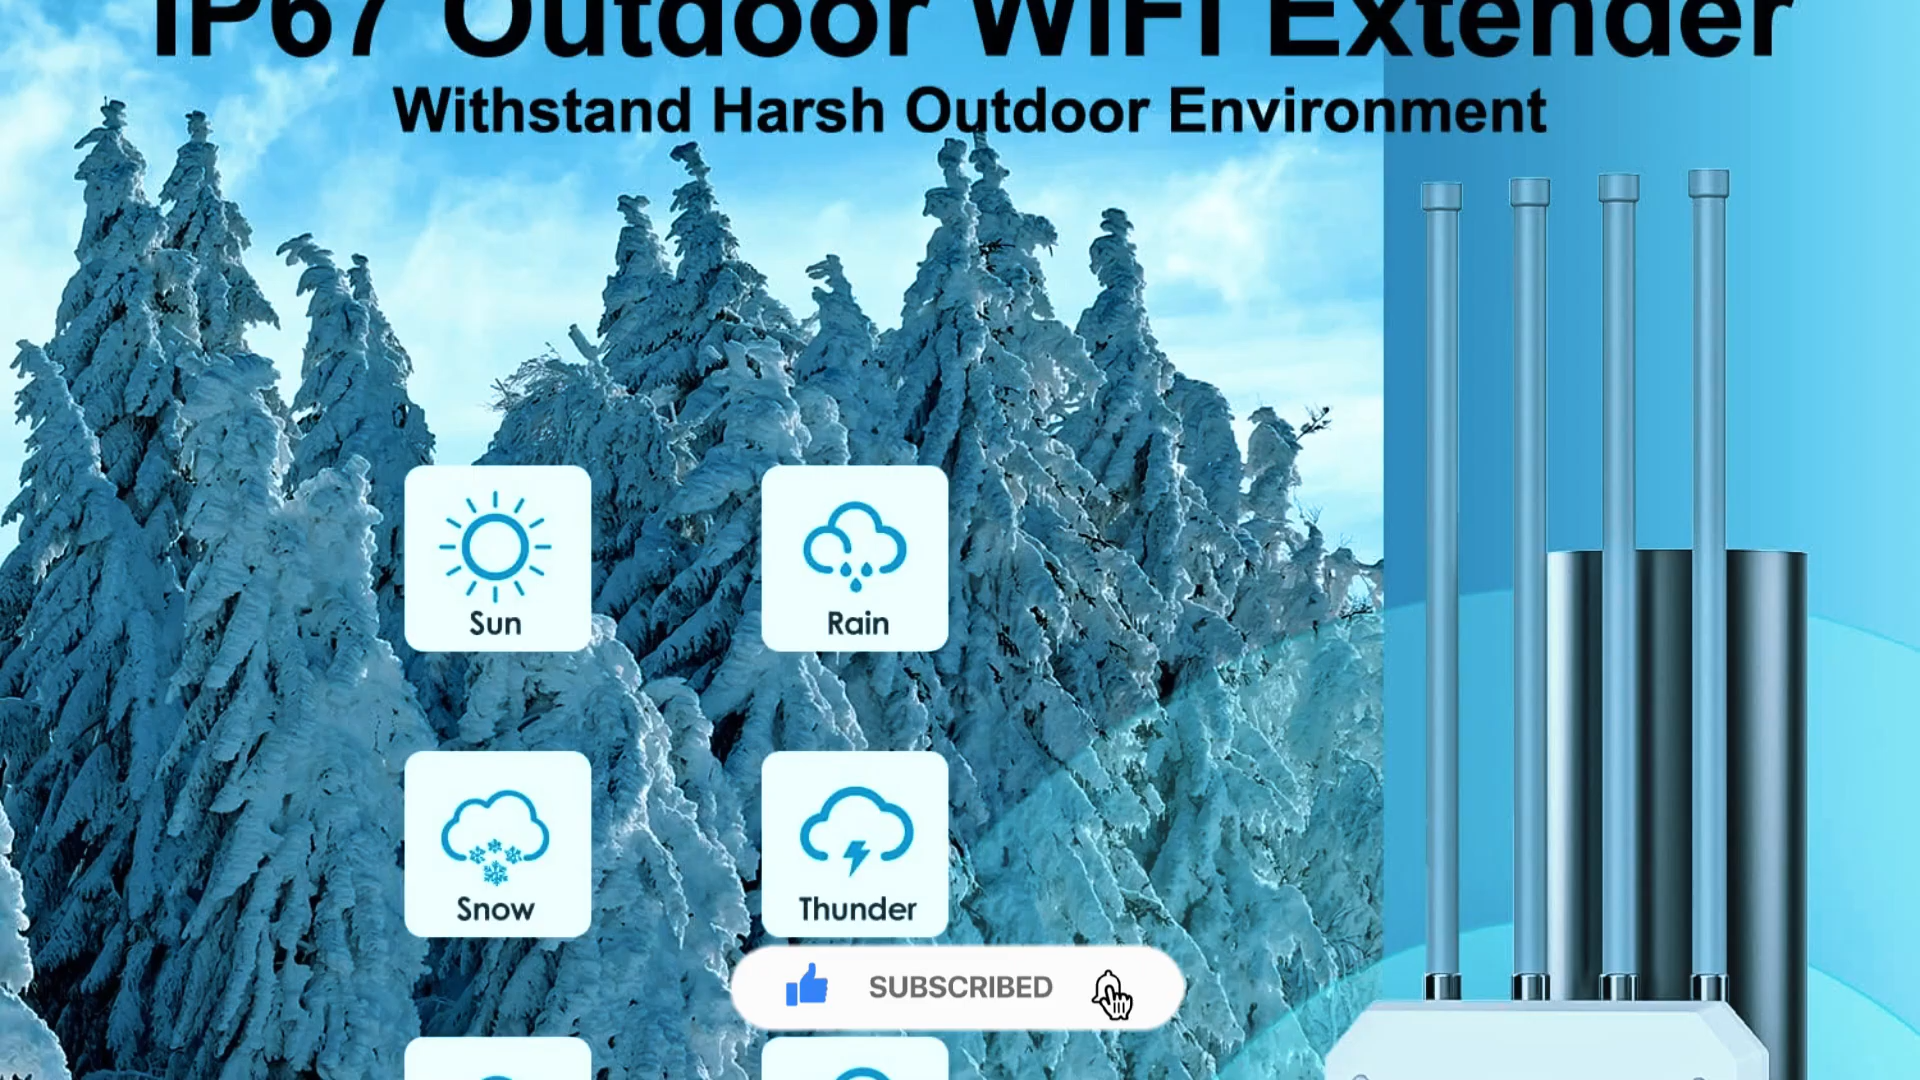 IP67 Outdoor WiFi Extender
Withstand Harsh Outdoor Environment
Sun
Rain
Snow
Thunder
SUBSCRIBED